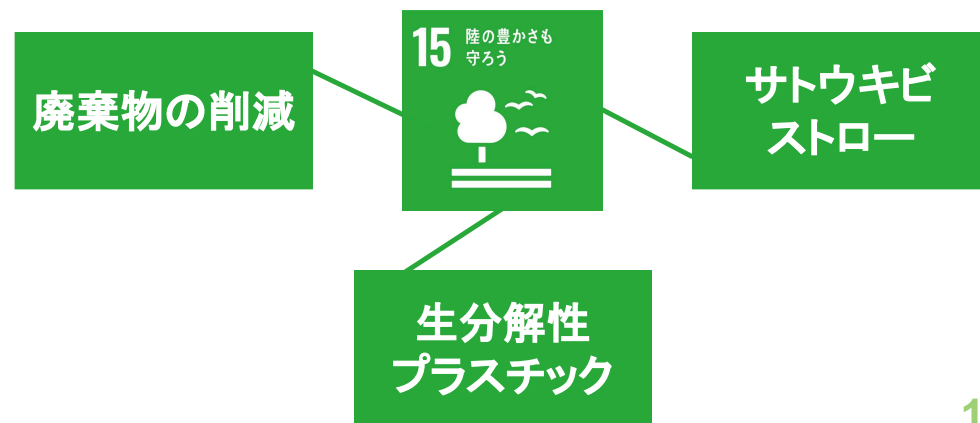 15 陸の豊かさも
守ろう
廃棄物の削減
サトウキビ
ストロー
生分解性
プラスチック
1